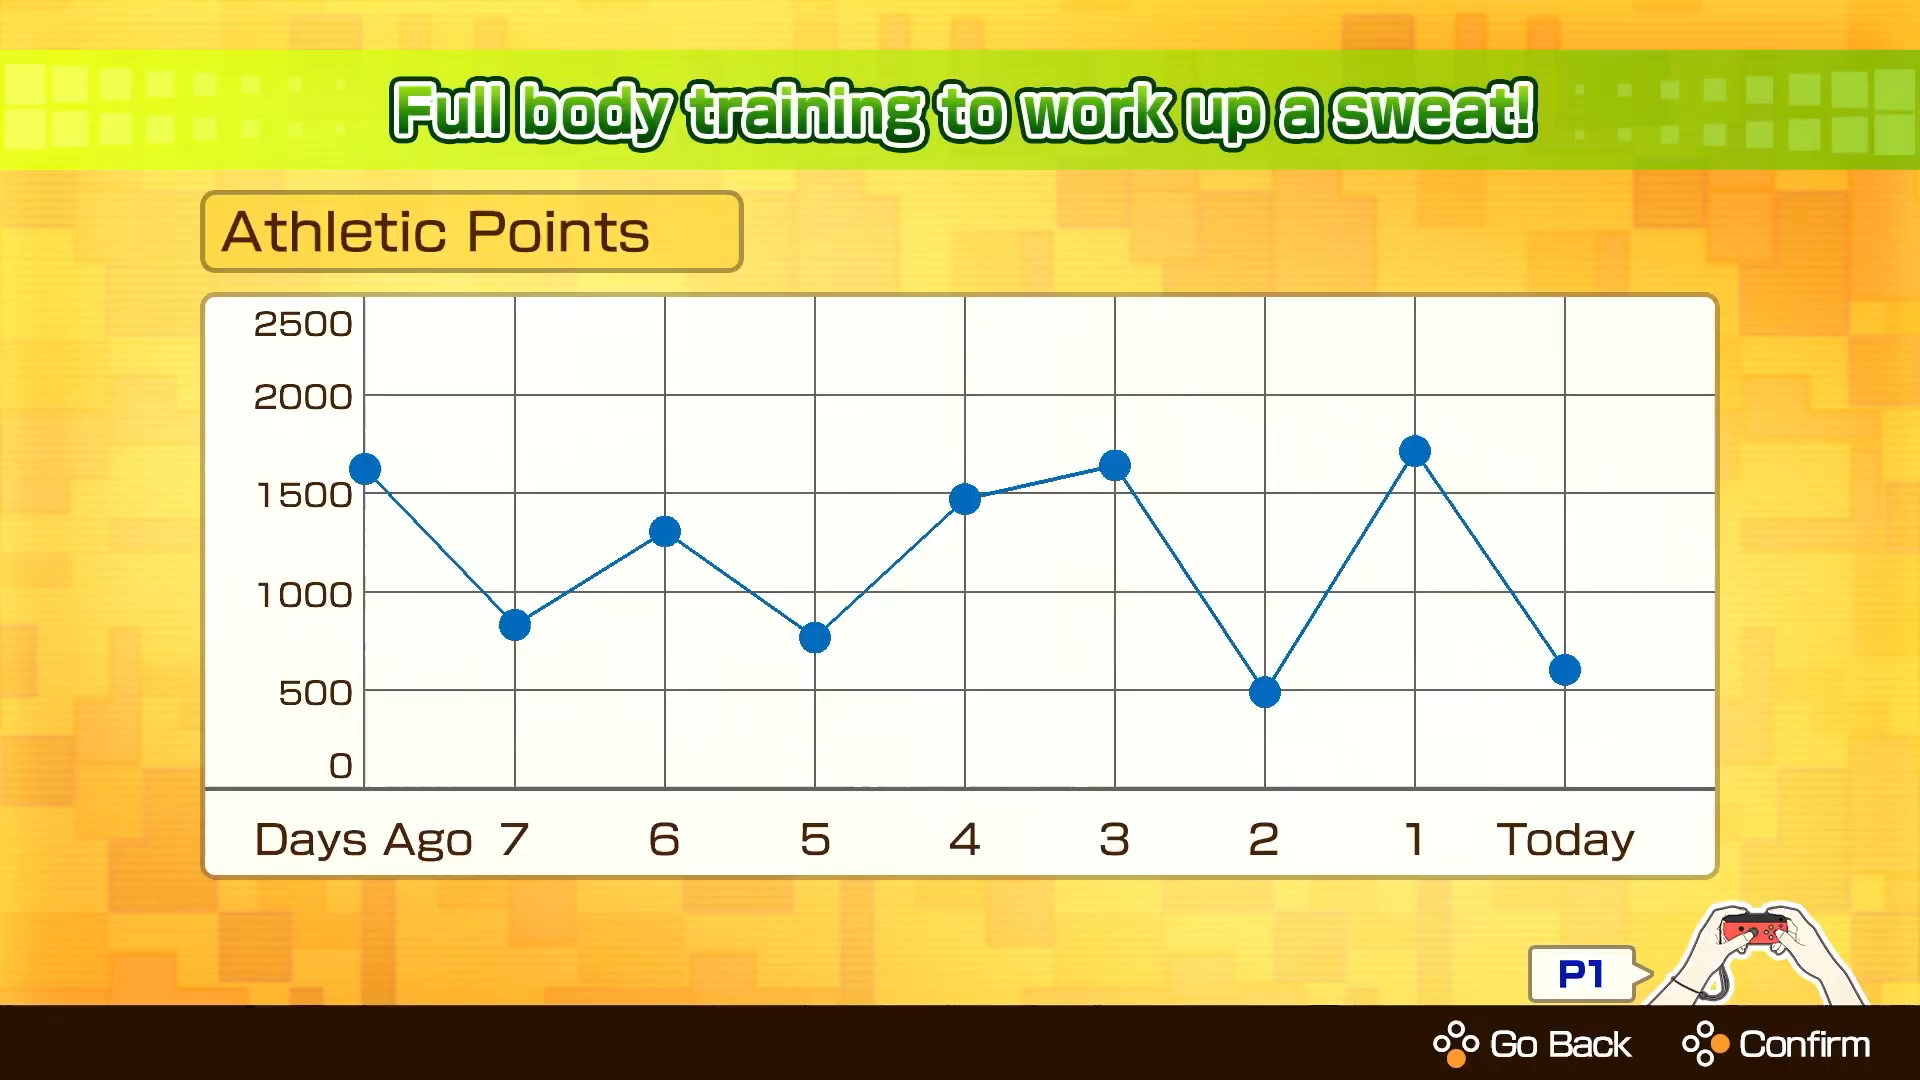 Full body training to work up a sweat!
Athletic Points
2500
2000
1500
1000
500
0
Days Ago 7 6 5 4 3 2 1 Today
P1
Go Back Confirm